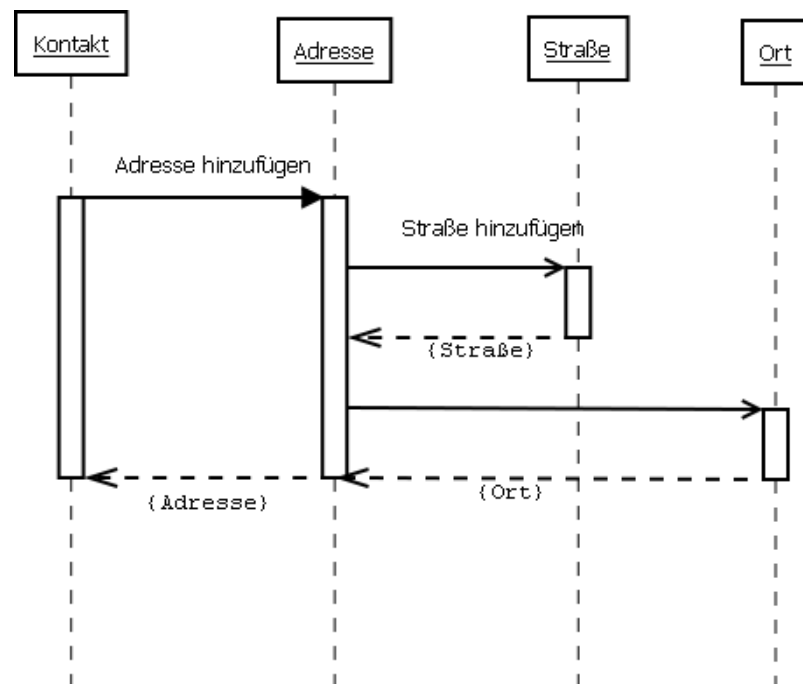 Kontakt
Adresse
Straße
Ort
Adresse hinzufügen
Straße hinzufügen
{Straße}
{Ort}
{Adresse}